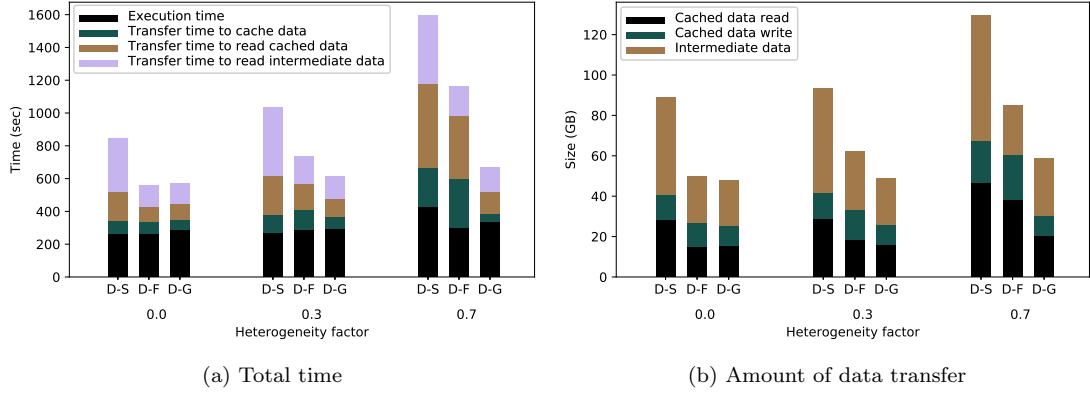 1600
1400
1200
1000
800
600
400
200
0
Time (sec)
Execution time
Transfer time to cache data
Transfer time to read cached data
Transfer time to read intermediate data
D-S D-F D-G D-S D-F D-G D-S D-F D-G
0.0 0.3 0.7
Heterogeneity factor
(a) Total time
120
100
80
60
40
20
0
Size (GB)
Cached data read
Cached data write
Intermediate data
D-S D-F D-G D-S D-F D-G D-S D-F D-G
0.0 0.3 0.7
Heterogeneity factor
(b) Amount of data transfer